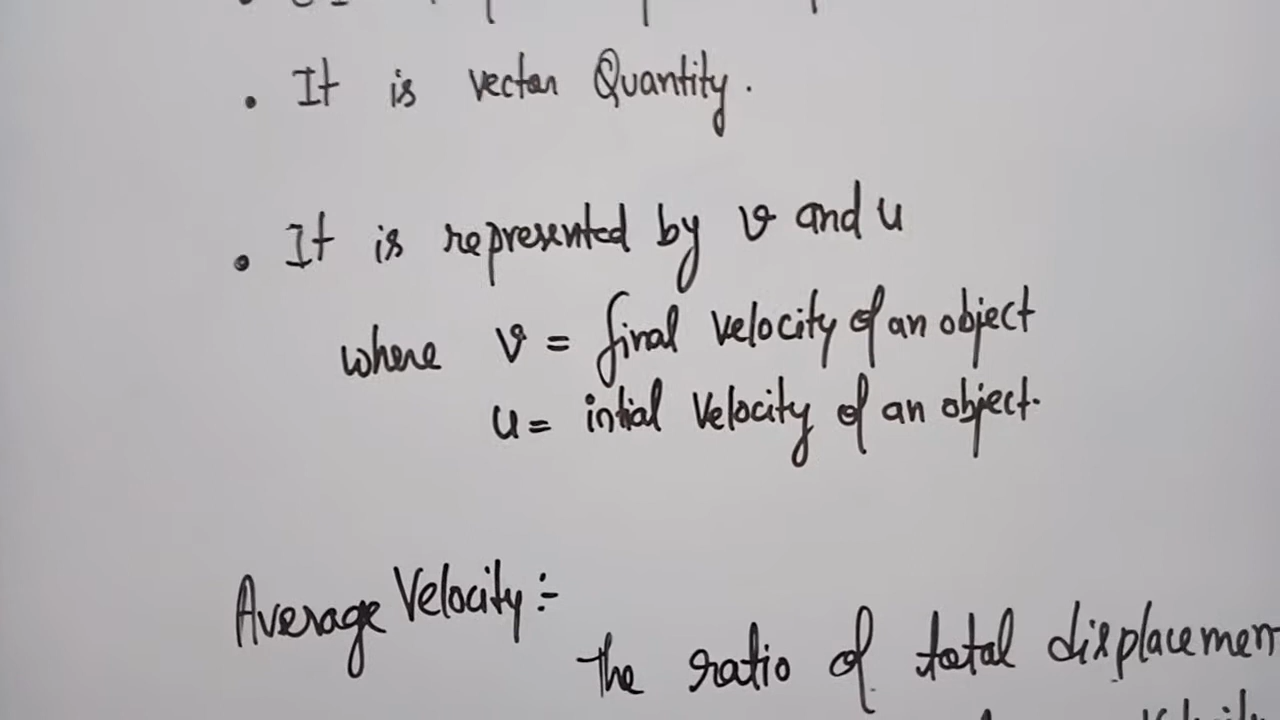 . It is vector Quantity.
. It is represented by v and u
where v = final velocity of an object
u = intial velocity of an object.
Average Velocity :-
The ratio of total displacemen